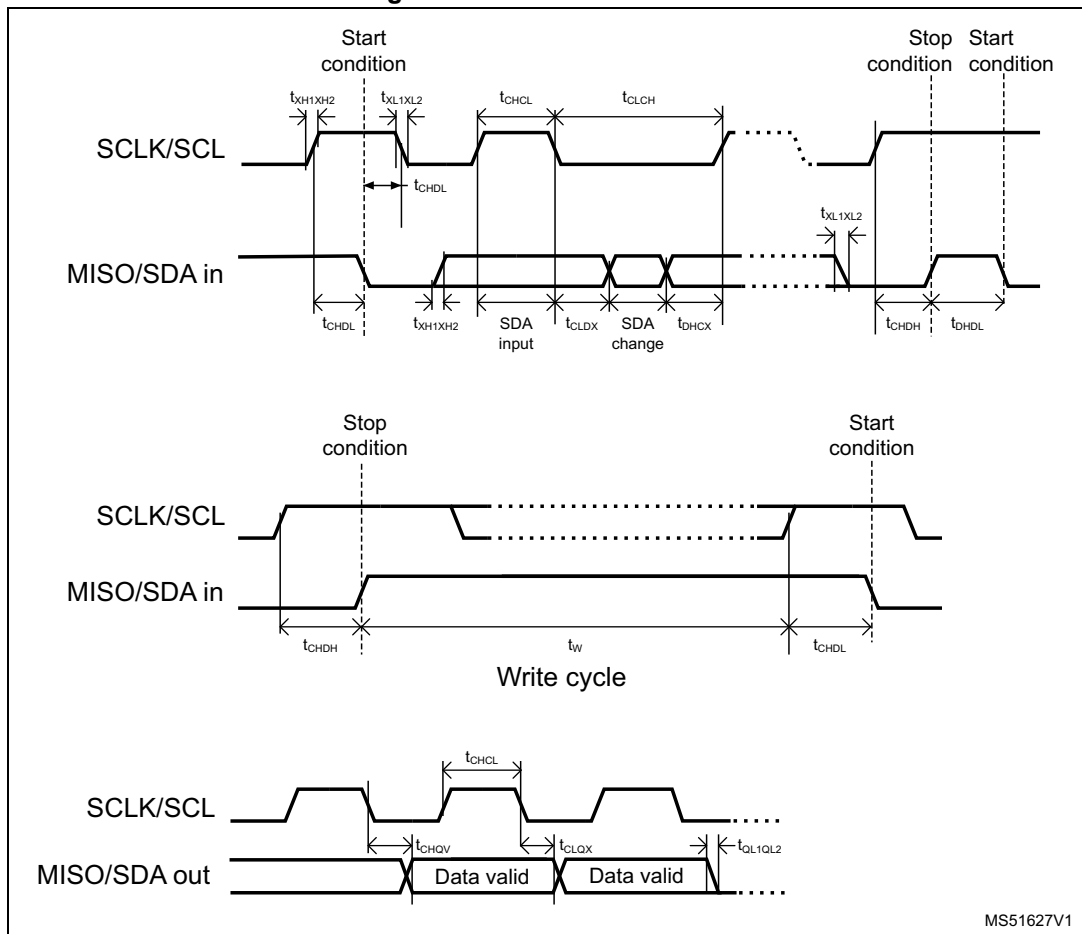 Start
condition
Stop
condition
Start
condition
tXH1XH2
tXL1XL2
tCHCL
tCLCH
SCLK/SCL
tCHDL
tXL1XL2
MISO/SDA in
tCHDL
tXH1XH2
SDA
input
tCLDX
SDA
change
tDHCX
tCHDH
tDHDL
Stop
condition
Start
condition
SCLK/SCL
MISO/SDA in
tCHDH
tW
tCHDL
Write cycle
tCHCL
SCLK/SCL
tCHQV
tCLQX
tQL1QL2
MISO/SDA out
Data valid
Data valid
MS51627V1